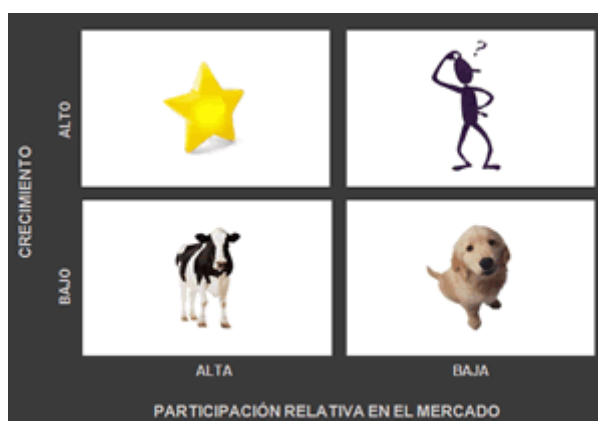 ?
ALTO
CRECIMIENTO
BAJO
ALTA
BAJA
PARTICIPACIÓN RELATIVA EN EL MERCADO